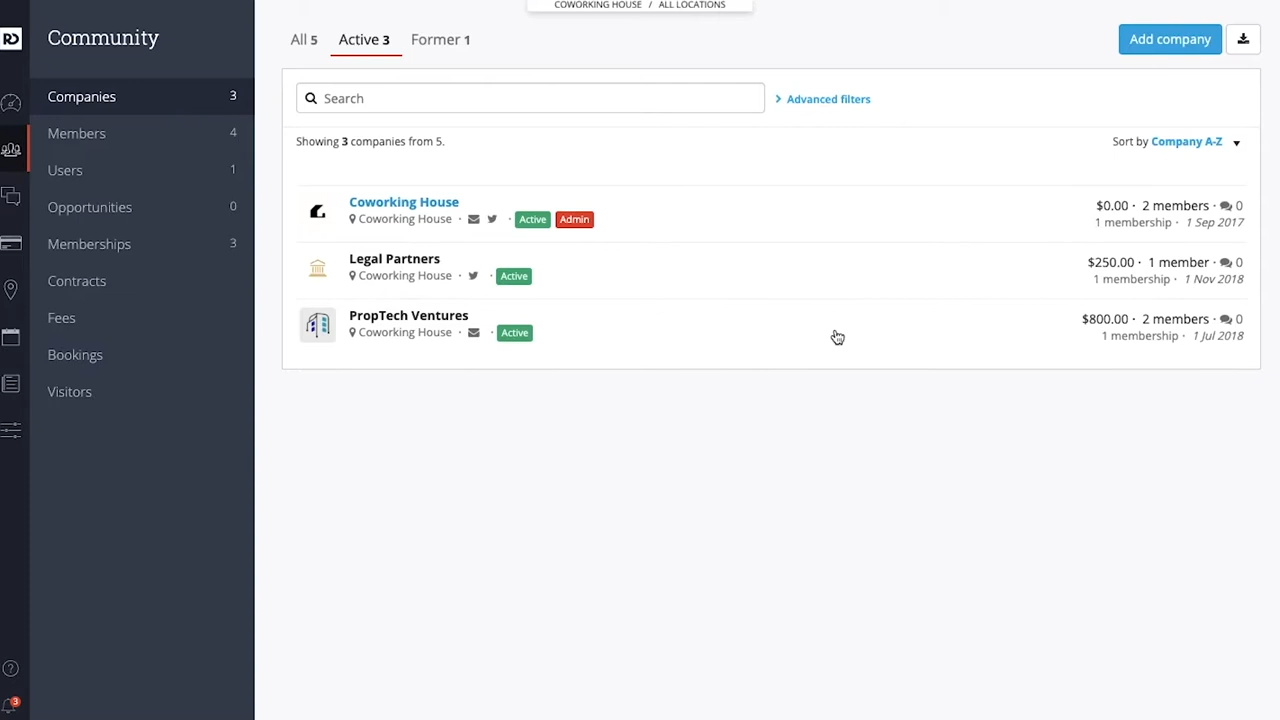 COWORKING HOUSE / ALL LOCATIONS
RD
Community
Companies 3
Members 4
Users 1
Opportunities 0
Memberships 3
Contracts
Fees
Bookings
Visitors
?
3
All 5 Active 3 Former 1
Add company
Search
Advanced filters
Showing 3 companies from 5.
Sort by Company A-Z
Coworking House
Coworking House · · Active Admin
$0.00 · 2 members · 0
1 membership · 1 Sep 2017
Legal Partners
Coworking House · · Active
$250.00 · 1 member · 0
1 membership · 1 Nov 2018
PropTech Ventures
Coworking House · · Active
$800.00 · 2 members · 0
1 membership · 1 Jul 2018